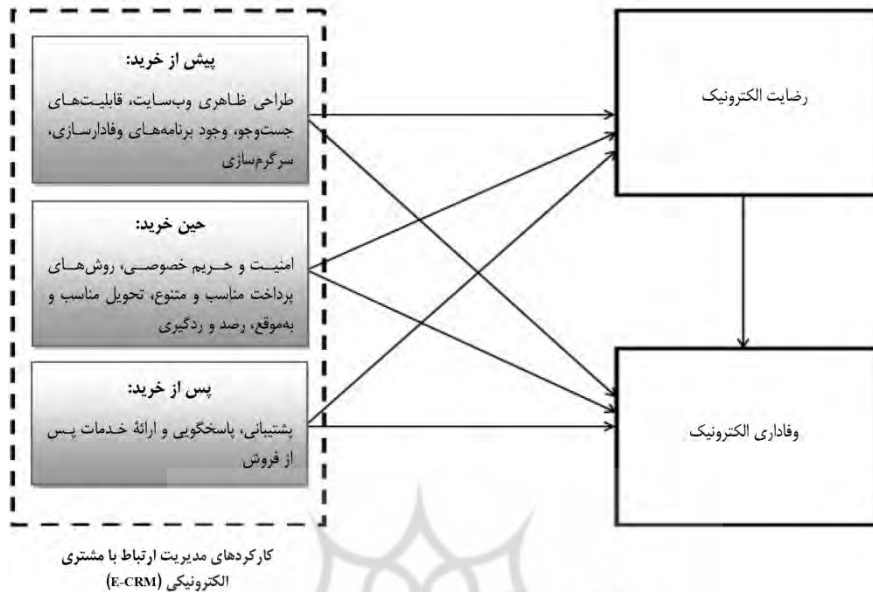 پیش از خرید:
طراحی ظاهری وب‌سایت، قابلیت‌های
جست‌وجو، وجود برنامه‌های وفادارسازی،
سرگرم‌سازی
حین خرید:
امنیت و حریم خصوصی، روش‌های
پرداخت مناسب و متنوع، تحویل مناسب و
به‌موقع، رصد و ردگیری
پس از خرید:
پشتیبانی، پاسخگویی و ارائۀ خدمات پس
از فروش
کارکردهای مدیریت ارتباط با مشتری
الکترونیکی (E-CRM)
رضایت الکترونیک
وفاداری الکترونیک